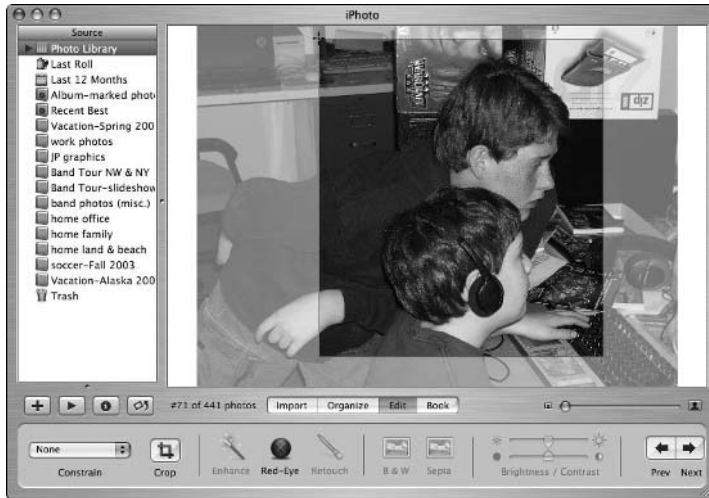 iPhoto
Source
Photo Library
Last Roll
Last 12 Months
Album-marked phot
Recent Best
Vacation-Spring 200
work photos
JP graphics
Band Tour NW & NY
Band Tour-slideshow
band photos (misc.)
home office
home family
home land & beach
soccer-Fall 2003
Vacation-Alaska 200
Trash
zip
#71 of 441 photos Import Organize Edit Book
None
Constrain Crop Enhance Red-Eye Retouch B & W Sepia Brightness / Contrast Prev Next